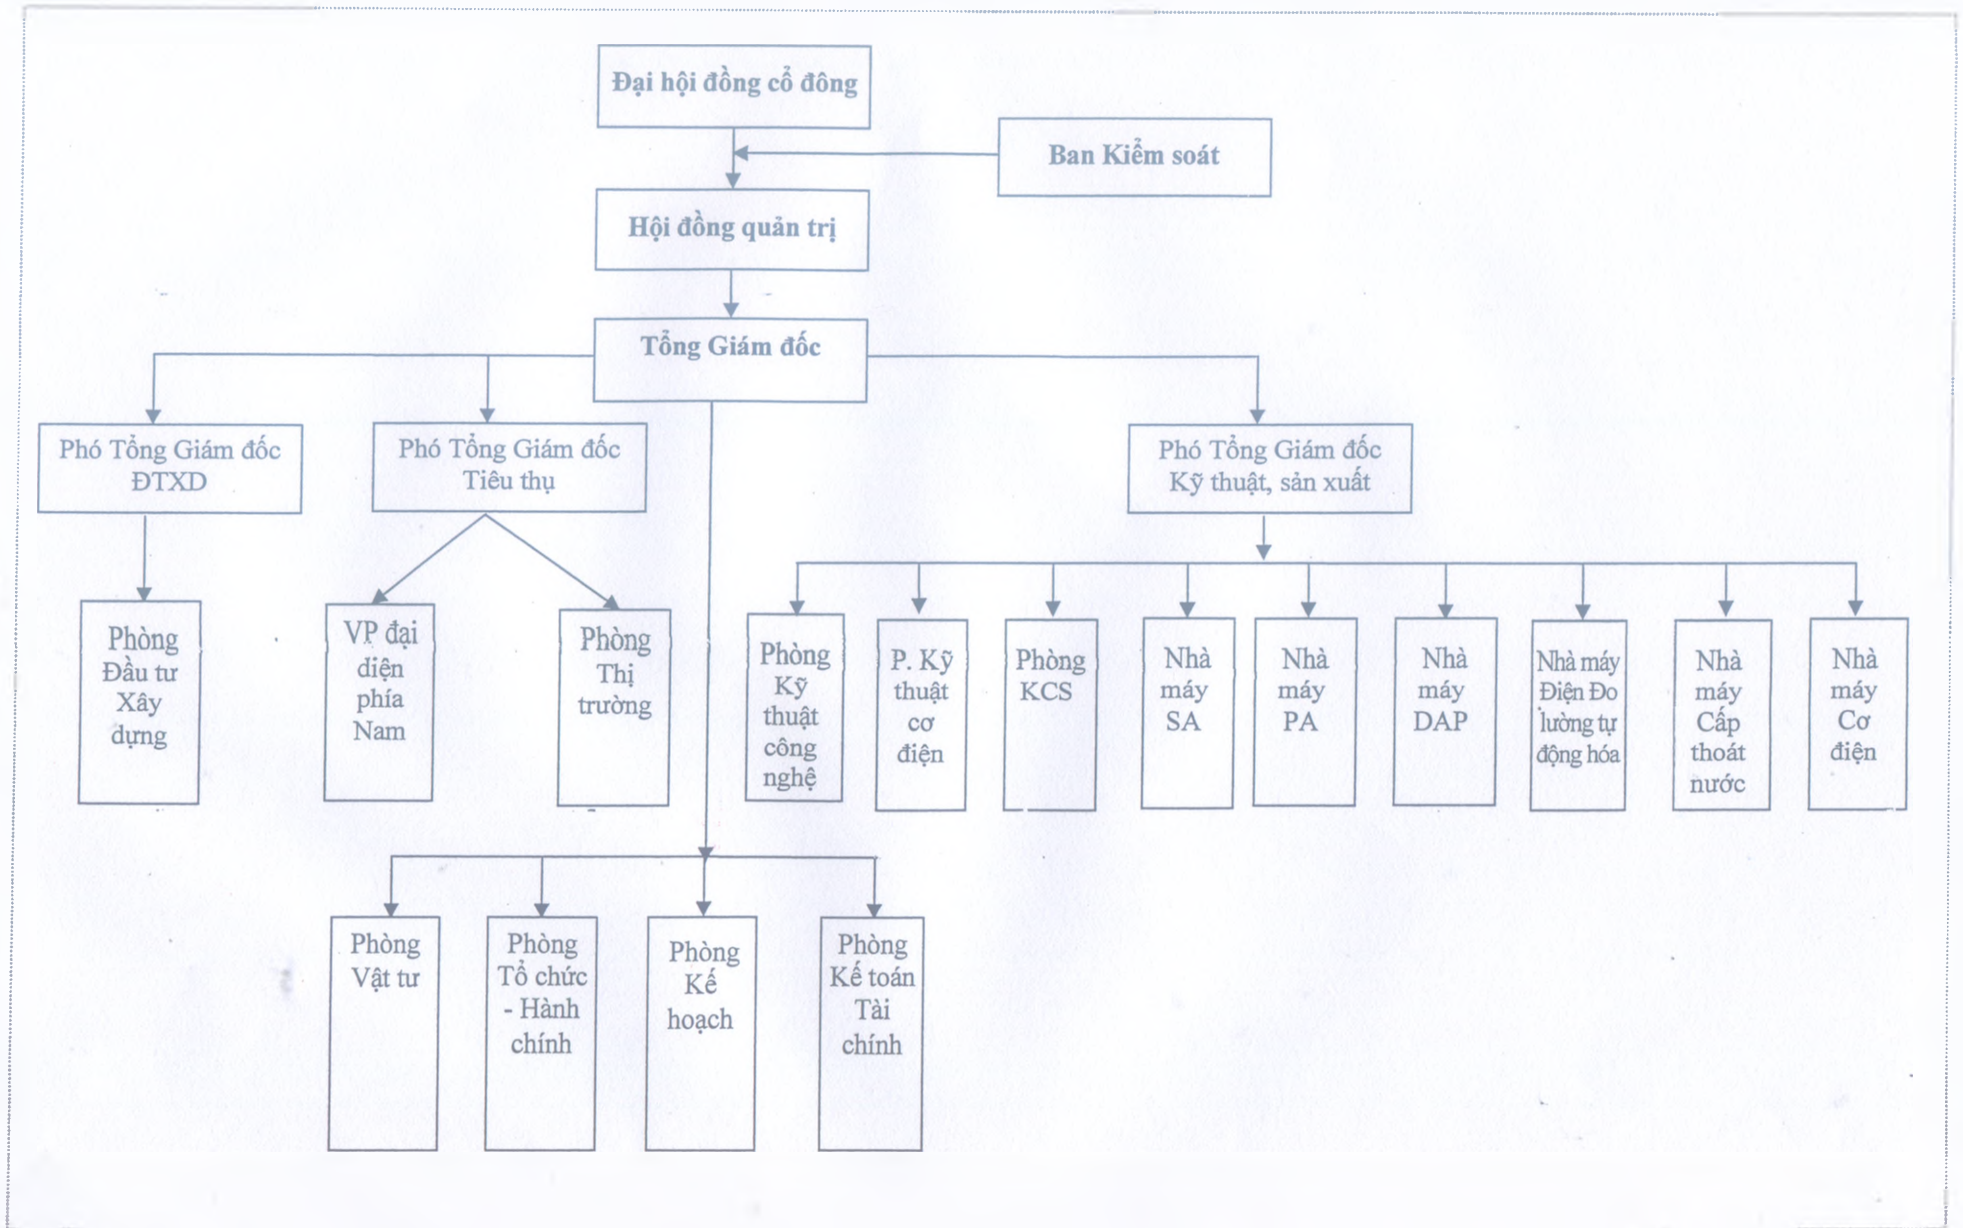 Đại hội đồng cổ đông
Ban Kiểm soát
Hội đồng quản trị
Tổng Giám đốc
Phó Tổng Giám đốc
ĐTXD
Phó Tổng Giám đốc
Tiêu thụ
Phó Tổng Giám đốc
Kỹ thuật, sản xuất
Phòng
Đầu tư
Xây
dựng
VP đại
diện
phía
Nam
Phòng
Thị
trường
Phòng
Kỹ
thuật
công
nghệ
P. Kỹ
thuật
cơ
điện
Phòng
KCS
Nhà
máy
SA
Nhà
máy
PA
Nhà
máy
DAP
Nhà máy
Điện Đo
lường tự
động hóa
Nhà
máy
Cấp
thoát
nước
Nhà
máy
Cơ
điện
Phòng
Vật tư
Phòng
Tổ chức
- Hành
chính
Phòng
Kế
hoạch
Phòng
Kế toán
Tài
chính